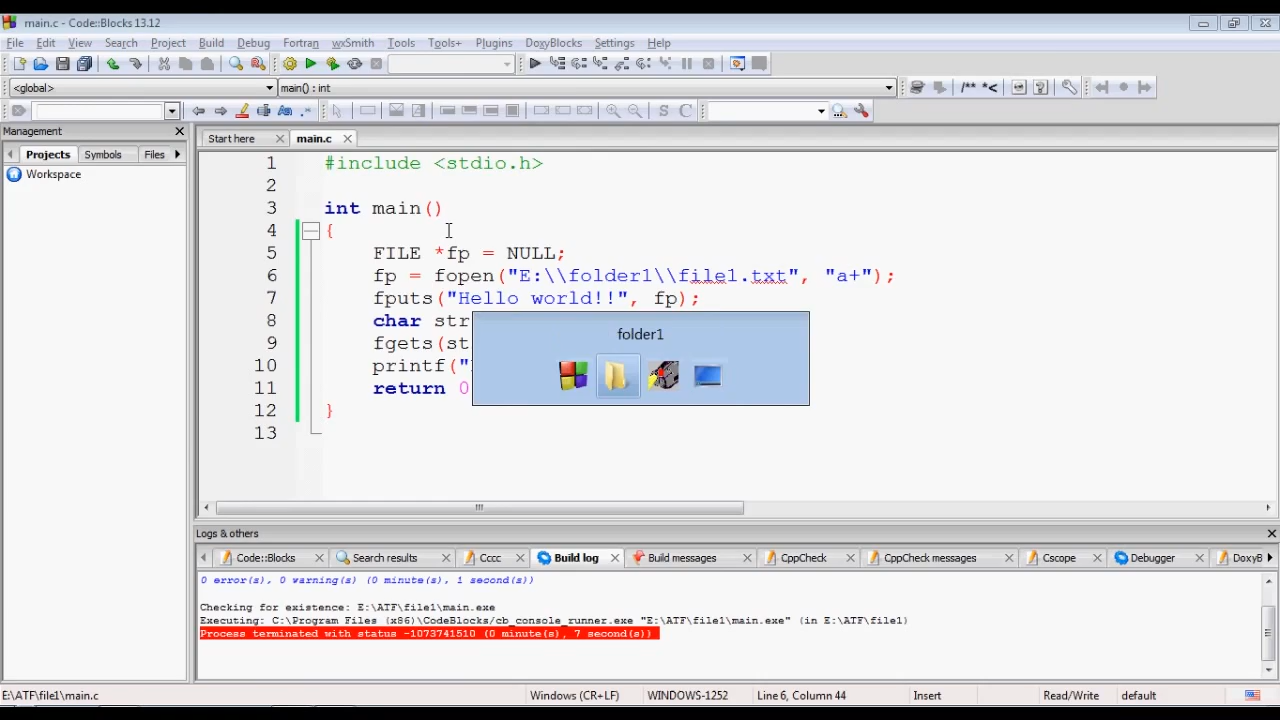 main.c - Code::Blocks 13.12
File Edit View Search Project Build Debug Fortran wxSmith Tools Tools+ Plugins DoxyBlocks Settings Help
<global> main() : int
/** *<
S C
Management
Projects Symbols Files
Workspace
Start here main.c
1 #include <stdio.h>
2
3 int main()
4 {
5 FILE *fp = NULL;
6 fp = fopen("E:\\folder1\\file1.txt", "a+");
7 fputs("Hello world!!", fp);
8 char str
9 fgets(st
10 printf("
11 return 0
12 }
13
folder1
Logs & others
Code::Blocks Search results Cccc Build log Build messages CppCheck CppCheck messages Cscope Debugger DoxyB
0 error(s), 0 warning(s) (0 minute(s), 1 second(s))
Checking for existence: E:\ATF\file1\main.exe
Executing: C:\Program Files (x86)\CodeBlocks/cb_console_runner.exe "E:\ATF\file1\main.exe" (in E:\ATF\file1)
Process terminated with status -1073741510 (0 minute(s), 7 second(s))
E:\ATF\file1\main.c Windows (CR+LF) WINDOWS-1252 Line 6, Column 44 Insert Read/Write default